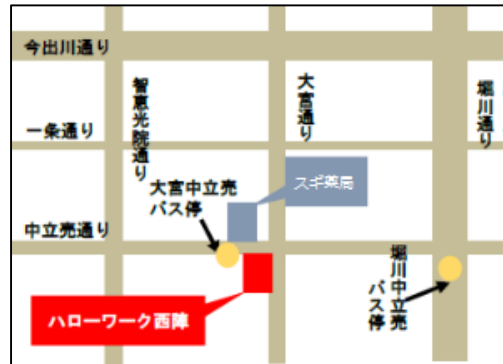 今出川通り
智恵光院通り
大宮通り
堀川通り
一条通り
大宮中立売
バス停
スギ薬局
中立売通り
堀川中立売
バス停
ハローワーク西陣